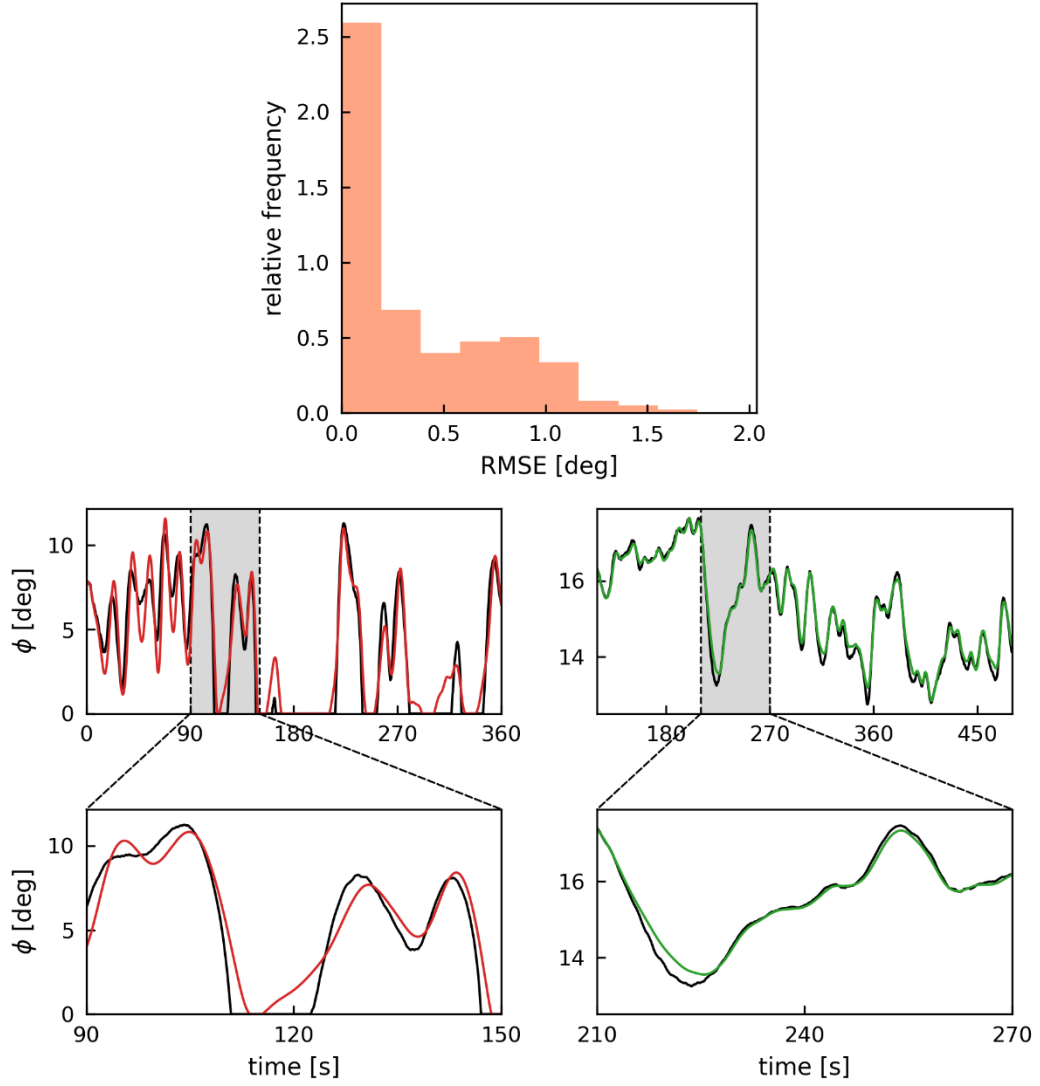 2.5
2.0
1.5
1.0
0.5
0.0
relative frequency
0.0 0.5 1.0 1.5 2.0
RMSE [deg]
10
5
0
ϕ [deg]
0 90 180 270 360
16
14
180 270 360 450
10
5
0
ϕ [deg]
90 120 150
time [s]
16
14
210 240 270
time [s]